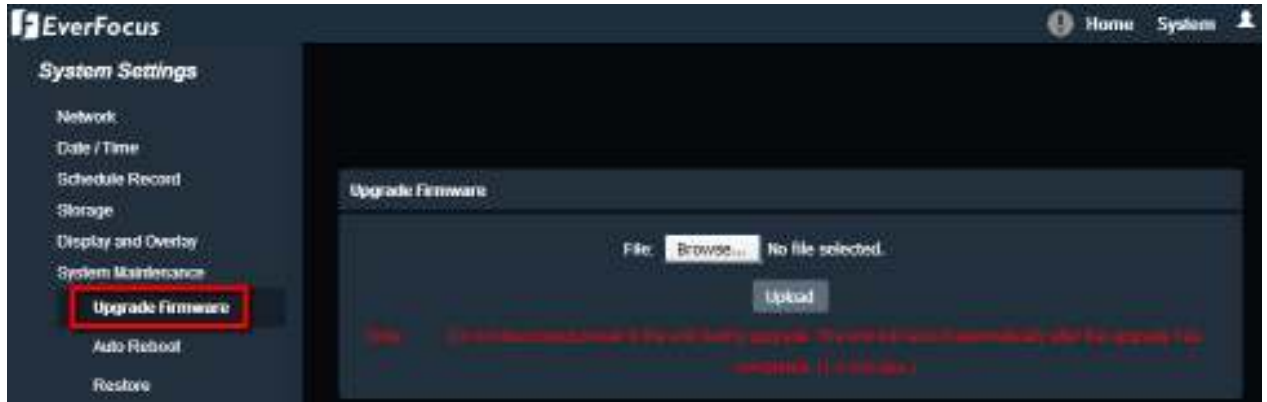 EverFocus
Home System
System Settings
Network
Date / Time
Schedule Record
Storage
Display and Overlay
System Maintenance
Upgrade Firmware
Auto Reboot
Restore
Upgrade Firmware
File: Browse... No file selected.
Upload